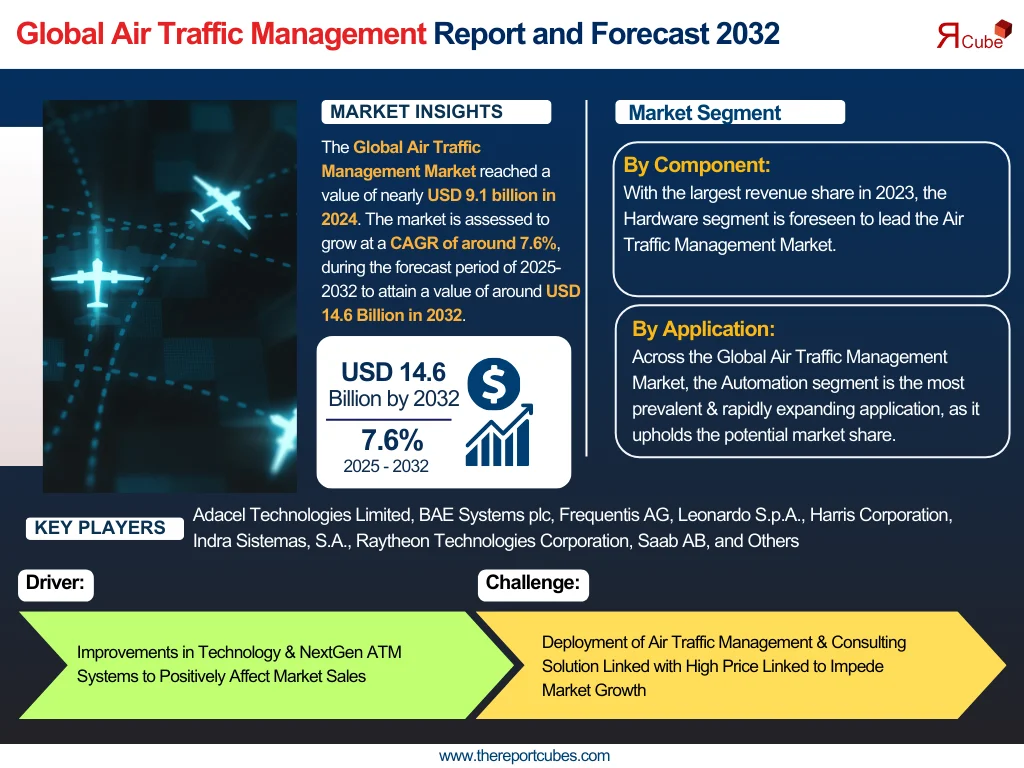 Global Air Traffic Management Report and Forecast 2032
ЯCube
MARKET INSIGHTS
The Global Air Traffic
Management Market reached a
value of nearly USD 9.1 billion in
2024. The market is assessed to
grow at a CAGR of around 7.6%,
during the forecast period of 2025-
2032 to attain a value of around USD
14.6 Billion in 2032.
USD 14.6
Billion by 2032
7.6%
2025 - 2032
Market Segment
By Component:
With the largest revenue share in 2023, the
Hardware segment is foreseen to lead the Air
Traffic Management Market.
By Application:
Across the Global Air Traffic Management
Market, the Automation segment is the most
prevalent & rapidly expanding application, as it
upholds the potential market share.
KEY PLAYERS
Adacel Technologies Limited, BAE Systems plc, Frequentis AG, Leonardo S.p.A., Harris Corporation,
Indra Sistemas, S.A., Raytheon Technologies Corporation, Saab AB, and Others
Driver:
Improvements in Technology & NextGen ATM
Systems to Positively Affect Market Sales
Challenge:
Deployment of Air Traffic Management & Consulting
Solution Linked with High Price Linked to Impede
Market Growth
www.thereportcubes.com